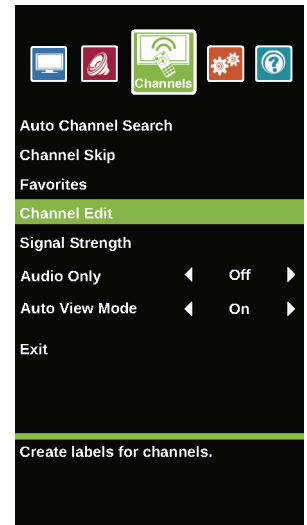 Channels
Auto Channel Search
Channel Skip
Favorites
Channel Edit
Signal Strength
Audio Only Off
Auto View Mode On
Exit
Create labels for channels.